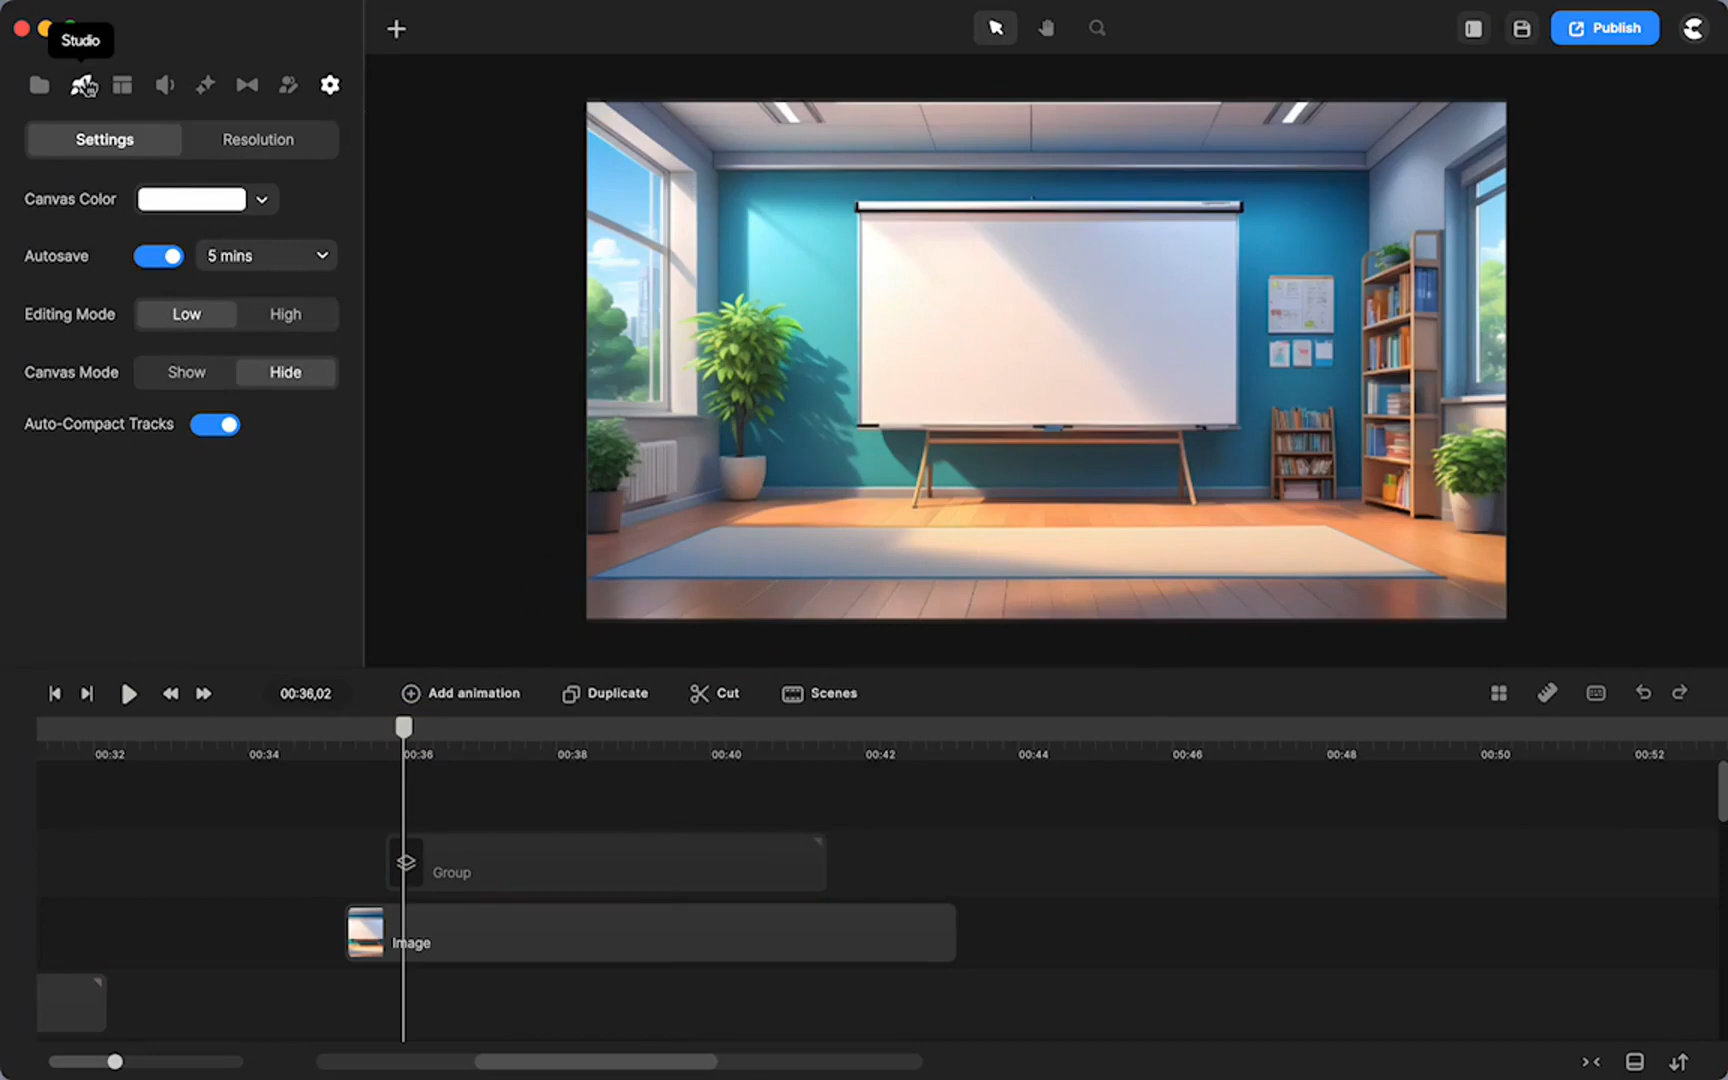 Studio
Publish
Settings
Resolution
Canvas Color
Autosave
5 mins
Editing Mode
Low
High
Canvas Mode
Show
Hide
Auto-Compact Tracks
00:36,02
Add animation
Duplicate
Cut
Scenes
00:32
00:34
00:36
00:38
00:40
00:42
00:44
00:46
00:48
00:50
00:52
Group
Image